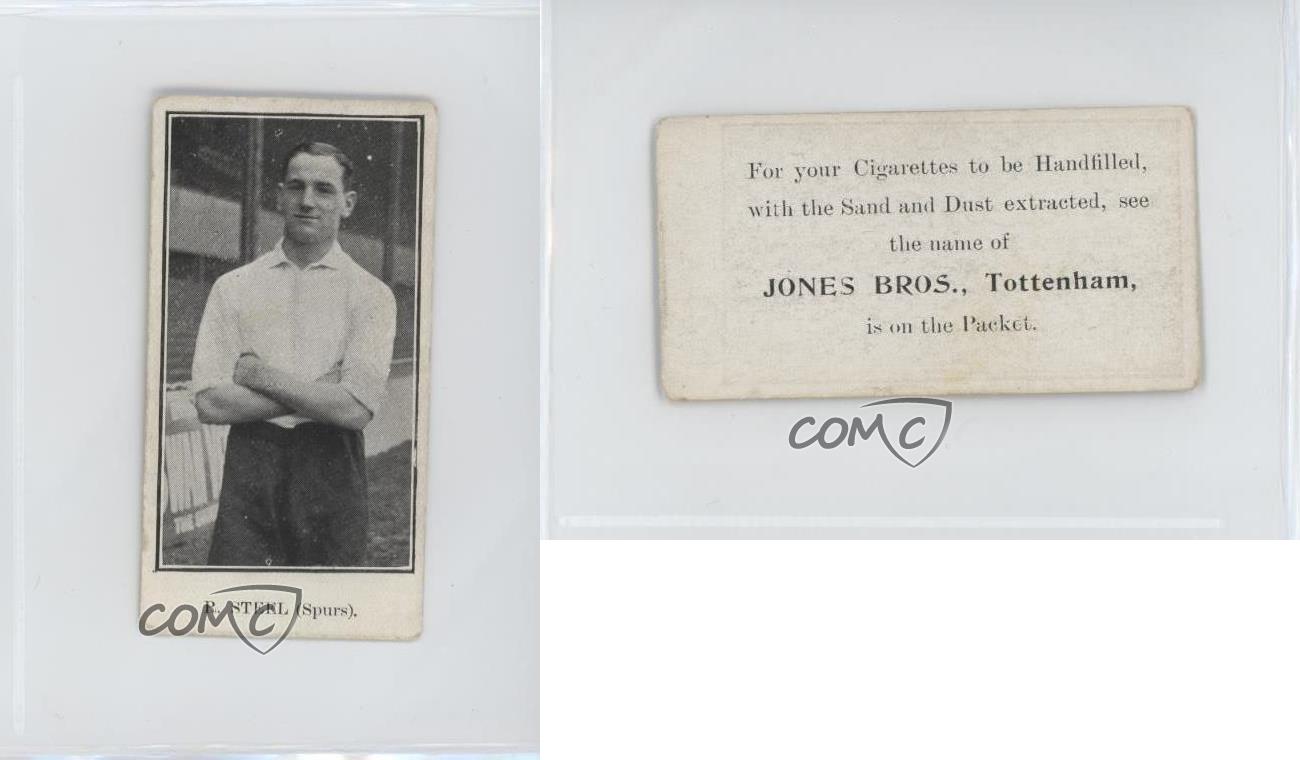 R. STEEL (Spurs).
COMC
For your Cigarettes to be Handfilled,
with the Sand and Dust extracted, see
the name of
JONES BROS., Tottenham,
is on the Packet.
COMC